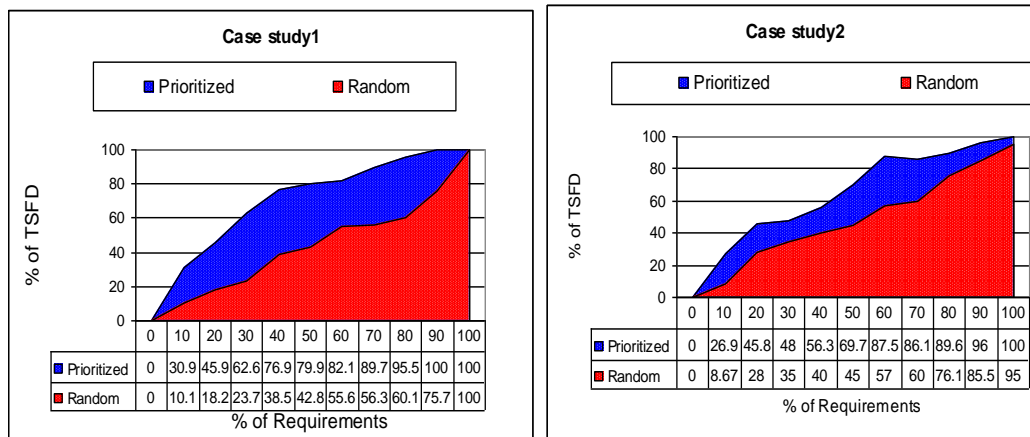 Case study1
Prioritized Random
% of TSFD
100
80
60
40
20
0
0 10 20 30 40 50 60 70 80 90 100
Prioritized 0 30.9 45.9 62.6 76.9 79.9 82.1 89.7 95.5 100 100
Random 0 10.1 18.2 23.7 38.5 42.8 55.6 56.3 60.1 75.7 100
% of Requirements
Case study2
Prioritized Random
% of TSFD
100
80
60
40
20
0
0 10 20 30 40 50 60 70 80 90 100
Prioritized 0 26.9 45.8 48 56.3 69.7 87.5 86.1 89.6 96 100
Random 0 8.67 28 35 40 45 57 60 76.1 85.5 95
% of Requirements